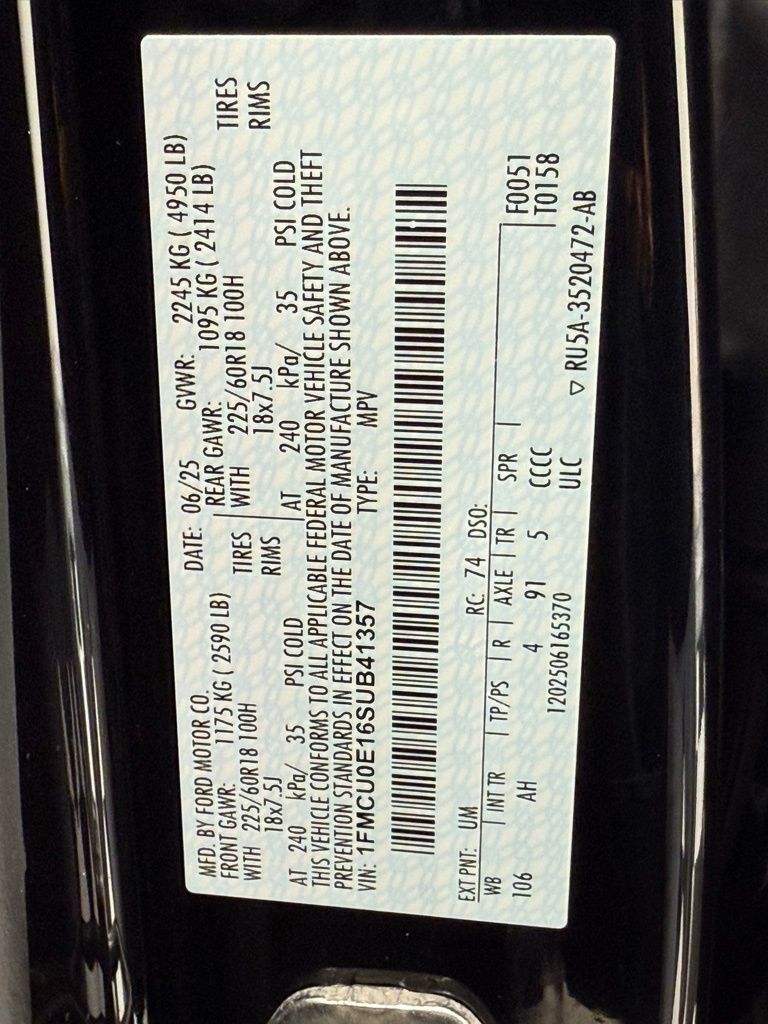 MFD. BY FORD MOTOR CO. DATE: 06/25 GVWR: 2245 KG ( 4950 LB)
FRONT GAWR: 1175 KG ( 2590 LB) REAR GAWR: 1095 KG ( 2414 LB)
WITH 225/60R18 100H TIRES WITH 225/60R18 100H TIRES
18x7.5J RIMS 18x7.5J RIMS
AT 240 kPa/ 35 PSI COLD AT 240 kPa/ 35 PSI COLD
THIS VEHICLE CONFORMS TO ALL APPLICABLE FEDERAL MOTOR VEHICLE SAFETY AND THEFT
PREVENTION STANDARDS IN EFFECT ON THE DATE OF MANUFACTURE SHOWN ABOVE.
VIN: 1FMCU0E16SUB41357 TYPE: MPV
EXT PNT: UM RC: 74 DSO:
WB INT TR TP/PS R AXLE TR SPR F0051
106 AH 4 91 5 CCCC T0158
1202506165370 ULC
▽ RU5A-3520472-AB